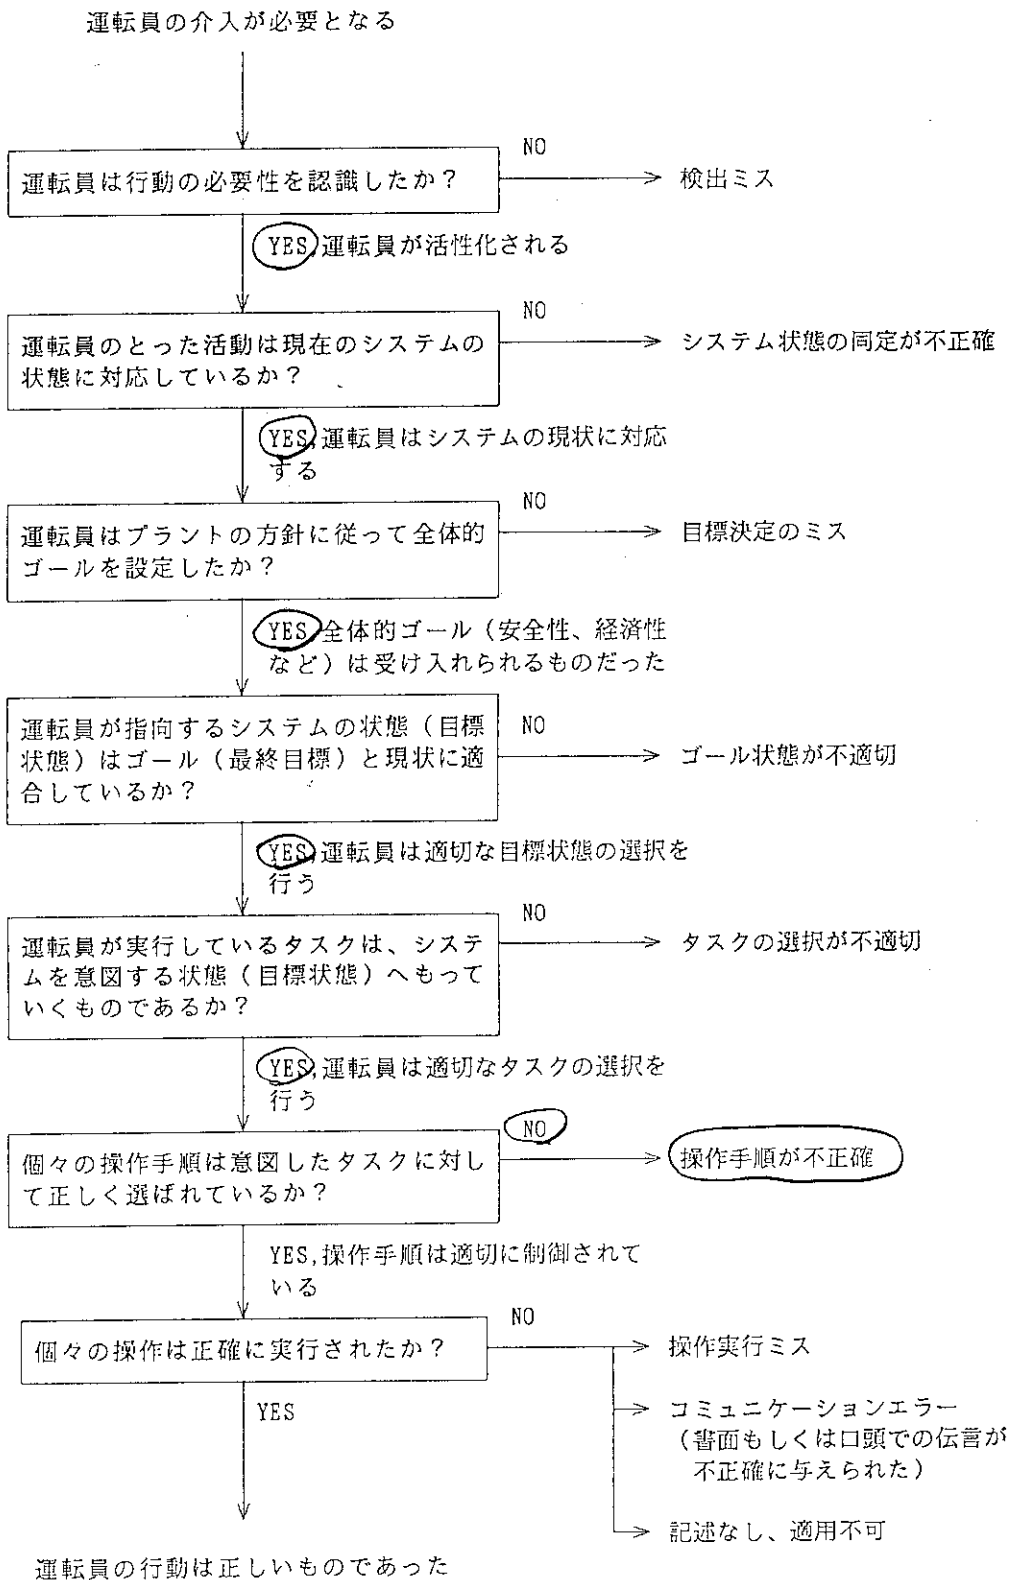 運転員の介入が必要となる
NO
運転員は行動の必要性を認識したか？
検出ミス
YES,運転員が活性化される
NO
運転員のとった活動は現在のシステムの
状態に対応しているか？
システム状態の同定が不正確
YES,運転員はシステムの現状に対応
する
NO
運転員はプラントの方針に従って全体的
ゴールを設定したか？
目標決定のミス
YES,全体的ゴール（安全性、経済性
など）は受け入れられるものだった
NO
運転員が指向するシステムの状態（目標
状態）はゴール（最終目標）と現状に適
合しているか？
ゴール状態が不適切
YES,運転員は適切な目標状態の選択を
行う
NO
運転員が実行しているタスクは、システ
ムを意図する状態（目標状態）へもって
いくものであるか？
タスクの選択が不適切
YES,運転員は適切なタスクの選択を
行う
NO
個々の操作手順は意図したタスクに対し
て正しく選ばれているか？
操作手順が不正確
YES,操作手順は適切に制御されて
いる
NO
個々の操作は正確に実行されたか？
操作実行ミス
YES
コミュニケーションエラー
（書面もしくは口頭での伝言が
不正確に与えられた）
記述なし、適用不可
運転員の行動は正しいものであった